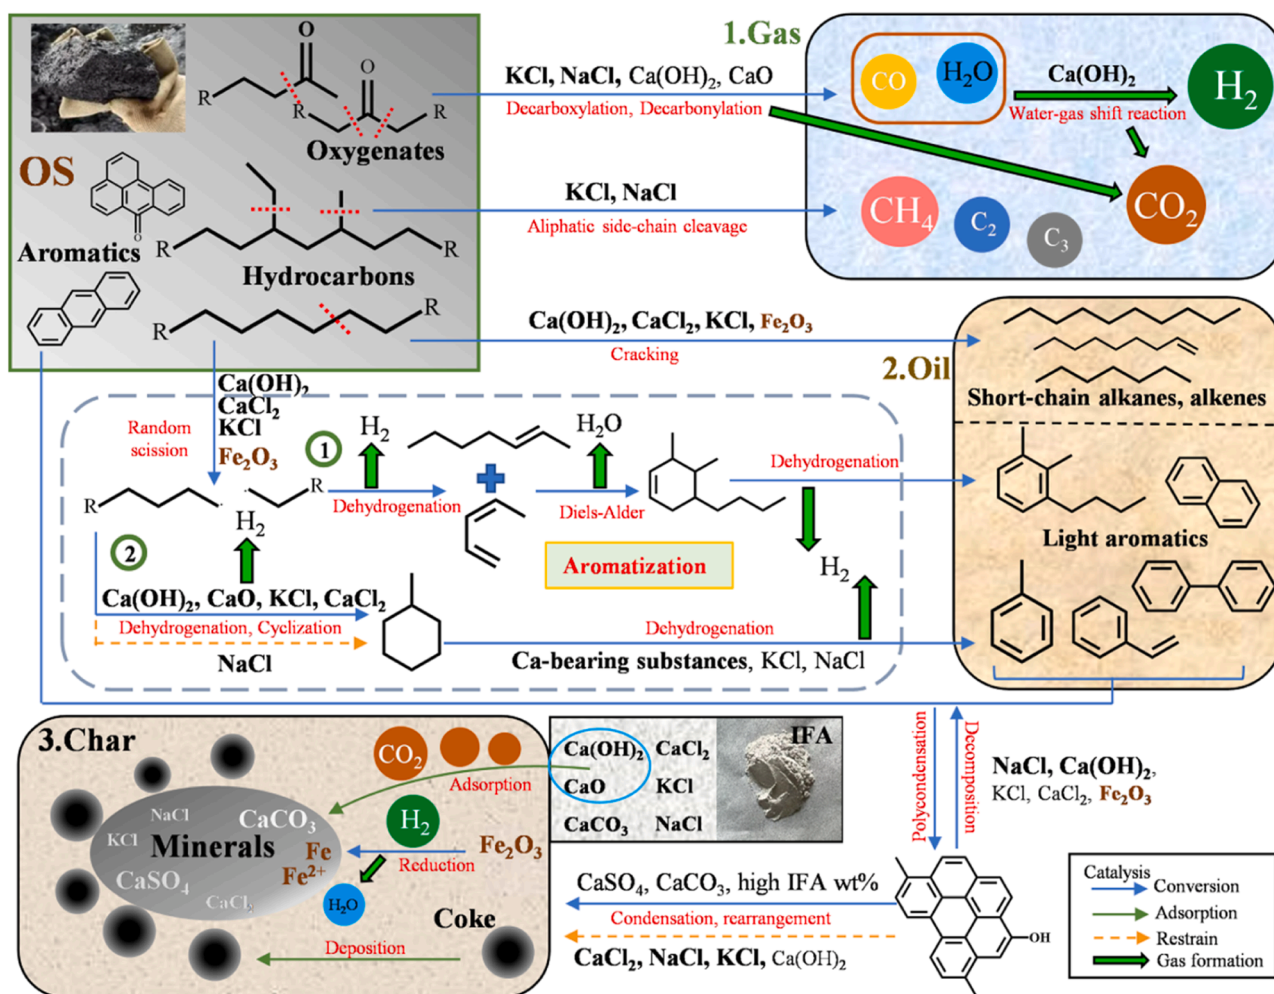 1.Gas
O
O
R
R
R
Oxygenates
OS
O
Aromatics
R
R
Hydrocarbons
R
R
KCl, NaCl, Ca(OH)₂, CaO
Decarboxylation, Decarbonylation
CO
H₂O
Ca(OH)₂
Water-gas shift reaction
H₂
KCl, NaCl
Aliphatic side-chain cleavage
CH₄
C₂
C₃
CO₂
Ca(OH)₂, CaCl₂, KCl, Fe₂O₃
Cracking
2.Oil
Short-chain alkanes, alkenes
Light aromatics
Random
scission
Ca(OH)₂
CaCl₂
KCl
Fe₂O₃
1
H₂
R
R
Dehydrogenation
H₂O
Diels-Alder
Dehydrogenation
H₂
Aromatization
2
H₂
Ca(OH)₂, CaO, KCl, CaCl₂
Dehydrogenation, Cyclization
NaCl
Dehydrogenation
Ca-bearing substances, KCl, NaCl
3.Char
CO₂
Adsorption
NaCl
KCl
CaCO₃
Minerals
Fe
Fe²⁺
CaSO₄
CaCl₂
H₂
Reduction
Fe₂O₃
H₂O
Coke
Deposition
Ca(OH)₂
CaCl₂
CaO
KCl
CaCO₃
NaCl
IFA
Polycondensation
Decomposition
NaCl, Ca(OH)₂,
KCl, CaCl₂, Fe₂O₃
CaSO₄, CaCO₃, high IFA wt%
Condensation, rearrangement
CaCl₂, NaCl, KCl, Ca(OH)₂
OH
Catalysis
Conversion
Adsorption
Restrain
Gas formation